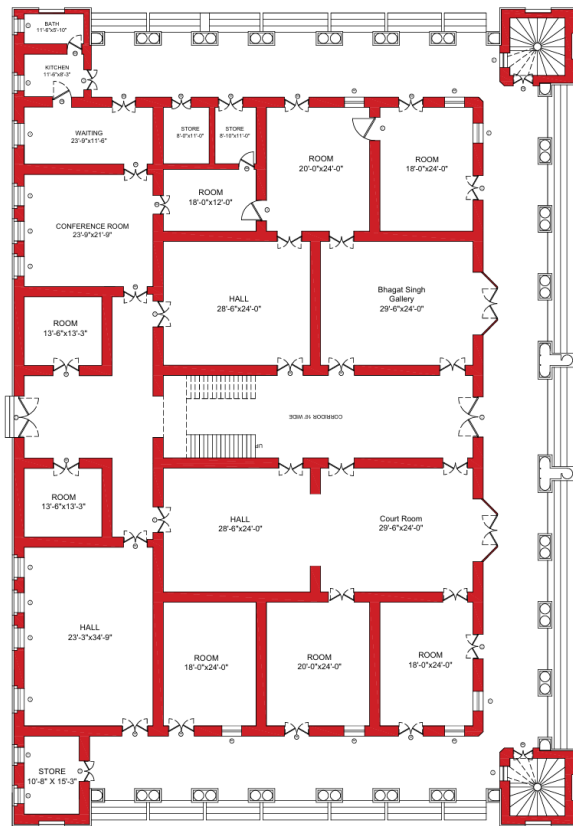 BATH
11'-6"x5'-10"
KITCHEN
11'-6"x8'-3"
WAITING
23'-9"x11'-6"
STORE
8'-0"x11'-0"
STORE
8'-10"x11'-0"
ROOM
20'-0"x24'-0"
ROOM
18'-0"x24'-0"
ROOM
18'-0"x12'-0"
CONFERENCE ROOM
23'-9"x21'-9"
HALL
28'-6"x24'-0"
Bhagat Singh
Gallery
29'-6"x24'-0"
ROOM
13'-6"x13'-3"
CORRIDOR 16' WIDE
UP
ROOM
13'-6"x13'-3"
HALL
28'-6"x24'-0"
Court Room
29'-6"x24'-0"
HALL
23'-3"x34'-9"
ROOM
18'-0"x24'-0"
ROOM
20'-0"x24'-0"
ROOM
18'-0"x24'-0"
STORE
10'-8" X 15'-3"